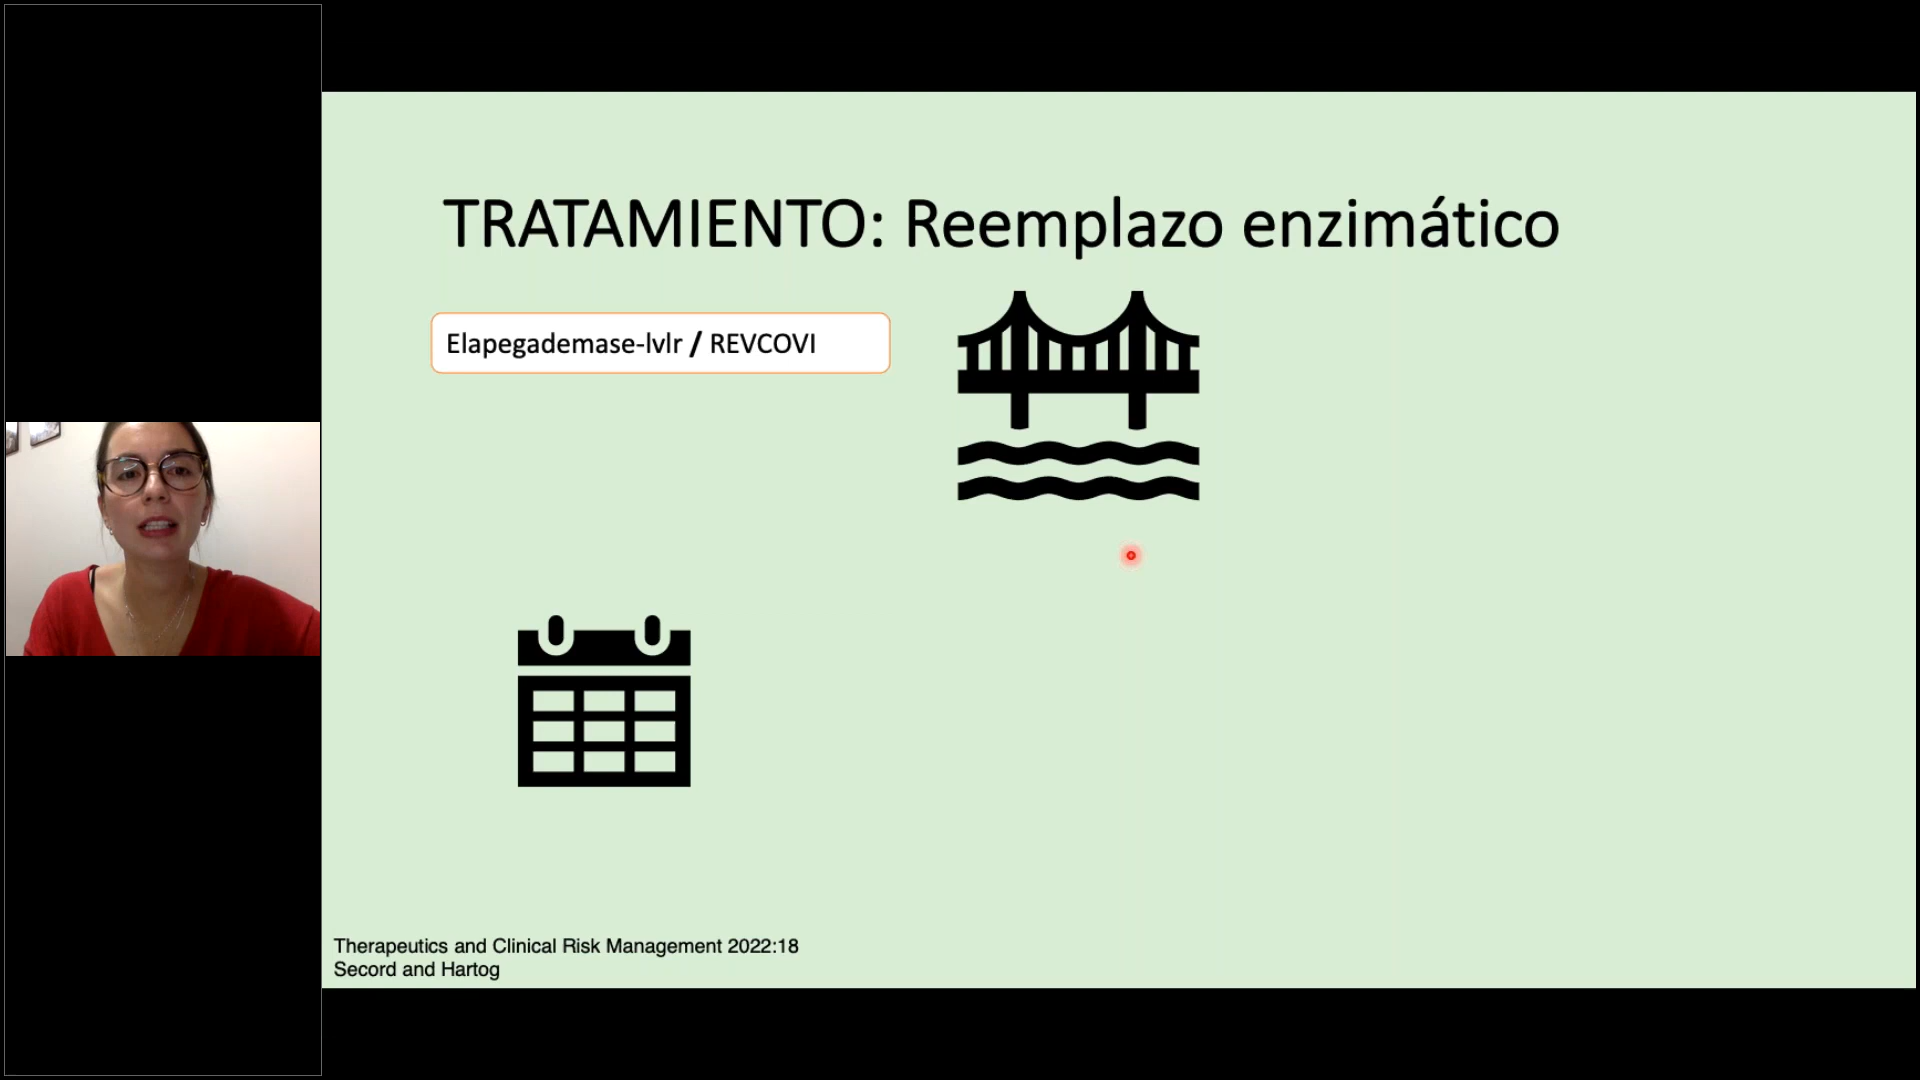 TRATAMIENTO: Reemplazo enzimático
Elapegademase-lvlr / REVCOVI
Therapeutics and Clinical Risk Management 2022:18
Secord and Hartog